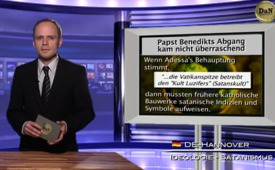 DaN
Papst Benedikts Abgang
kam nicht überraschend
Wenn Adessa's Behauptung
stimmt,
"...die Vatikanspitze betreibt
den "Kult Luzifers" (Satanskult)"
dann müssten frühere katholische
Bauwerke satanische Indizien und
Symbole aufweisen.
DE-Hannover
Ideologie - Satanismus